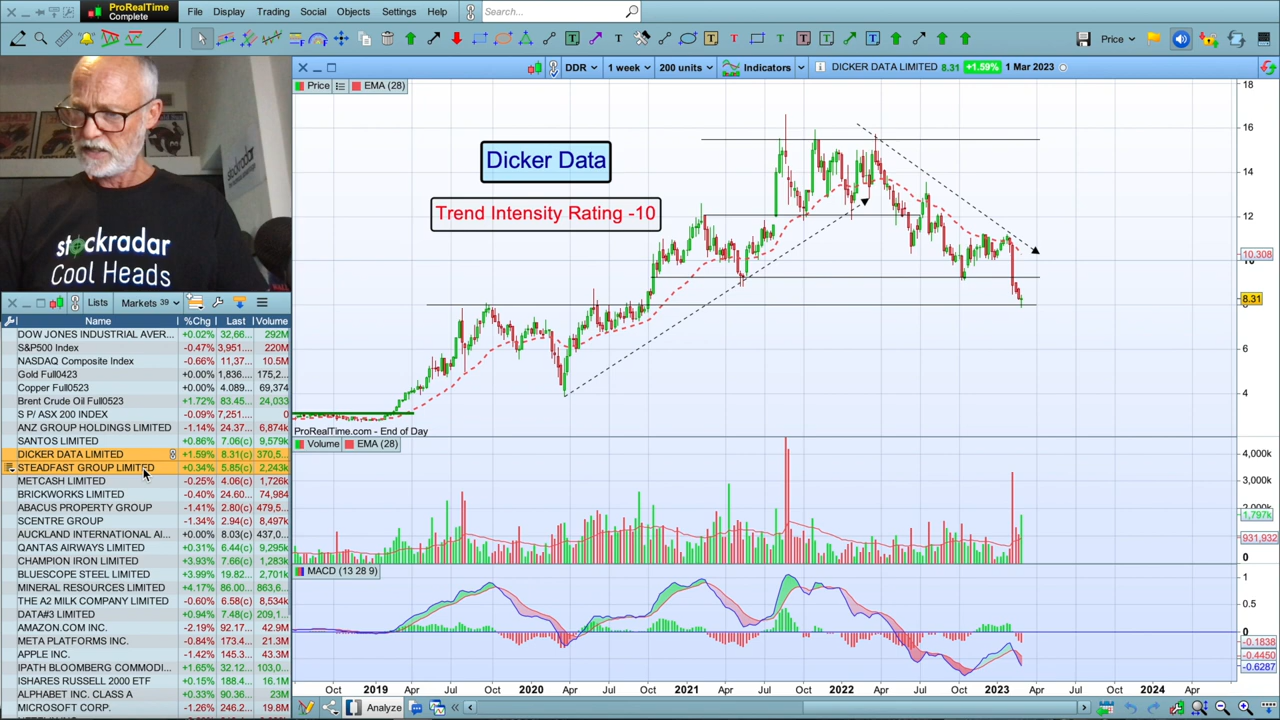 ProRealTime
Complete
File Display Trading Social Objects Settings Help
Search...
Price
DDR 1 week 200 units Indicators DICKER DATA LIMITED 8.31 +1.59% 1 Mar 2023
Price EMA (28)
Dicker Data
Trend Intensity Rating -10
18
16
14
12
10.308
8.31
6
4
stockradar
Cool Heads
ProRealTime.com - End of Day
Volume EMA (28)
4,000k
3,000k
1,797k
931,932
0
MACD (13 28 9)
1
0.5
0
-0.1838
-0.4450
-0.6287
Oct 2019 Apr Jul Oct 2020 Apr Jul Oct 2021 Apr Jul Oct 2022 Apr Jul Oct 2023 Apr Jul Oct 2024 Apr
Analyze
Lists Markets 39
Name %Chg Last Volume
DOW JONES INDUSTRIAL AVER... +0.02% 32,66... 292M
S&P500 Index -0.47% 3,951.... 220M
NASDAQ Composite Index -0.66% 11,37... 10.5M
Gold Full0423 +0.00% 1,836.... 175,2...
Copper Full0523 +0.00% 4.089... 69,374
Brent Crude Oil Full0523 +1.72% 83.45... 24,033
S P/ ASX 200 INDEX -0.09% 7,251.... 0
ANZ GROUP HOLDINGS LIMITED -1.14% 24.37... 6,874k
SANTOS LIMITED +0.86% 7.06(c) 9,579k
DICKER DATA LIMITED +1.59% 8.31(c) 370,5...
STEADFAST GROUP LIMITED +0.34% 5.85(c) 2,243k
METCASH LIMITED -0.25% 4.06(c) 1,726k
BRICKWORKS LIMITED -0.40% 24.60... 74,984
ABACUS PROPERTY GROUP -1.41% 2.80(c) 479,5...
SCENTRE GROUP -1.34% 2.94(c) 8,497k
AUCKLAND INTERNATIONAL AI... +0.00% 8.03(c) 437,0...
QANTAS AIRWAYS LIMITED +0.31% 6.44(c) 9,295k
CHAMPION IRON LIMITED +3.93% 7.66(c) 8,213k
BLUESCOPE STEEL LIMITED +3.99% 19.82... 2,701k
MINERAL RESOURCES LIMITED +4.17% 86.00... 863,6...
THE A2 MILK COMPANY LIMITED -0.60% 6.58(c) 8,534k
DATA#3 LIMITED +0.94% 7.48(c) 209,1...
AMAZON.COM INC. -2.19% 92.17... 42.9M
META PLATFORMS INC. -0.84% 173.4... 21.3M
APPLE INC. -1.42% 145.3... 43.3M
IPATH BLOOMBERG COMMODI... +1.65% 32.12... 103,0...
ISHARES RUSSELL 2000 ETF +0.15% 188.4... 16.1M
ALPHABET INC. CLASS A +0.33% 90.36... 23M
MICROSOFT CORP. -1.26% 246.2... 19.8M